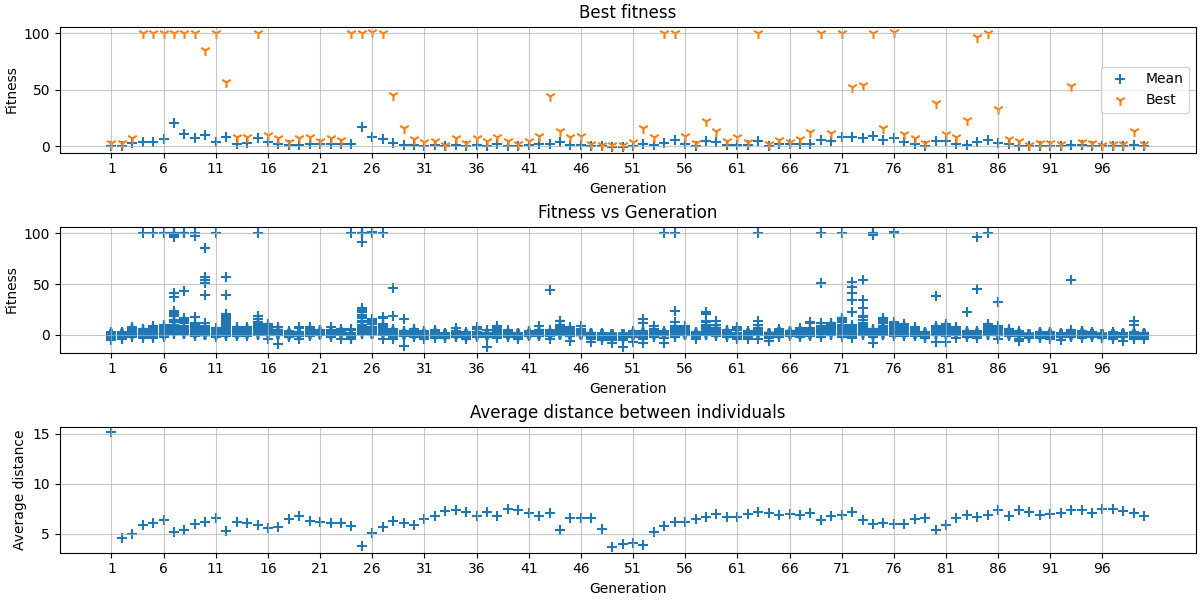 Best fitness
100
50
0
Fitness
Mean
Best
1 6 11 16 21 26 31 36 41 46 51 56 61 66 71 76 81 86 91 96
Generation
Fitness vs Generation
100
50
0
Fitness
1 6 11 16 21 26 31 36 41 46 51 56 61 66 71 76 81 86 91 96
Generation
Average distance between individuals
15
10
5
Average distance
1 6 11 16 21 26 31 36 41 46 51 56 61 66 71 76 81 86 91 96
Generation